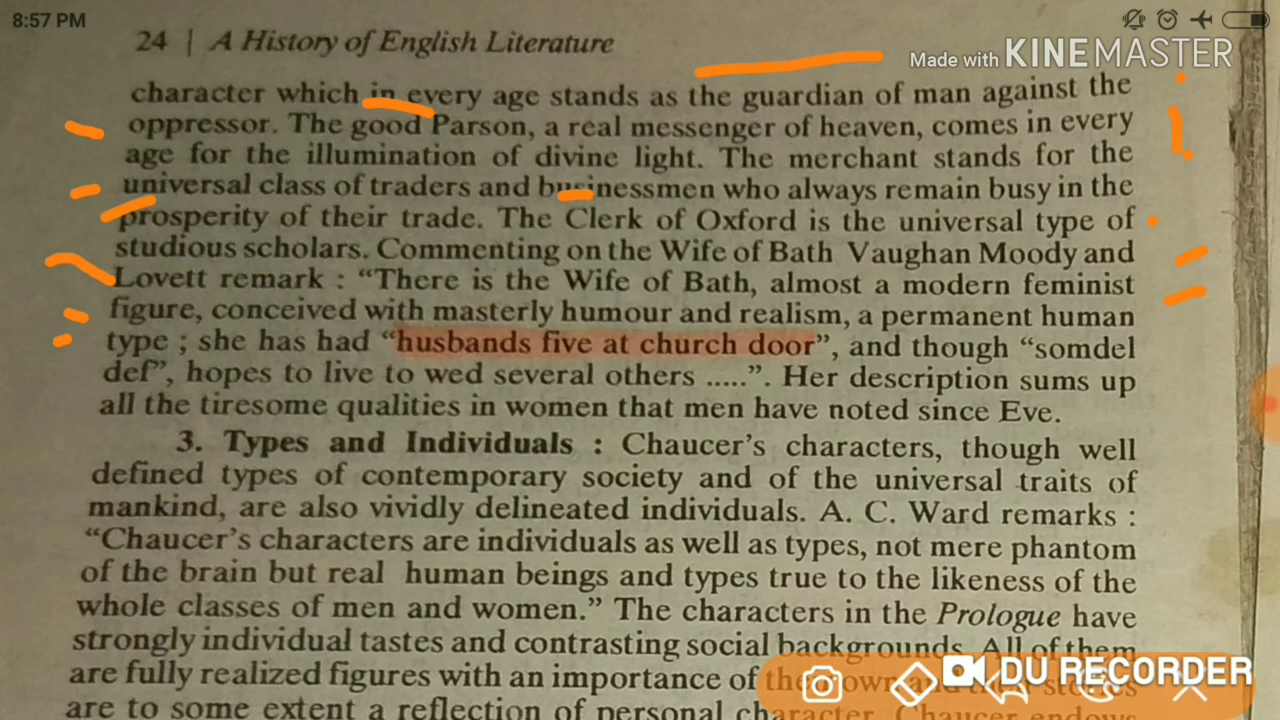 8:57 PM
24 | A History of English Literature
Made with KINEMASTER
character which in every age stands as the guardian of man against the
oppressor. The good Parson, a real messenger of heaven, comes in every
age for the illumination of divine light. The merchant stands for the
universal class of traders and businessmen who always remain busy in the
prosperity of their trade. The Clerk of Oxford is the universal type of
studious scholars. Commenting on the Wife of Bath Vaughan Moody and
Lovett remark : “There is the Wife of Bath, almost a modern feminist
figure, conceived with masterly humour and realism, a permanent human
type ; she has had “husbands five at church door”, and though “somdel
def”, hopes to live to wed several others .....”. Her description sums up
all the tiresome qualities in women that men have noted since Eve.
3. Types and Individuals : Chaucer’s characters, though well
defined types of contemporary society and of the universal traits of
mankind, are also vividly delineated individuals. A. C. Ward remarks :
“Chaucer’s characters are individuals as well as types, not mere phantom
of the brain but real human beings and types true to the likeness of the
whole classes of men and women.” The characters in the Prologue have
strongly individual tastes and contrasting social backgrounds. All of them
are fully realized figures with an importance of
DU RECORDER
are to some extent a reflection of personal character. Chaucer endows